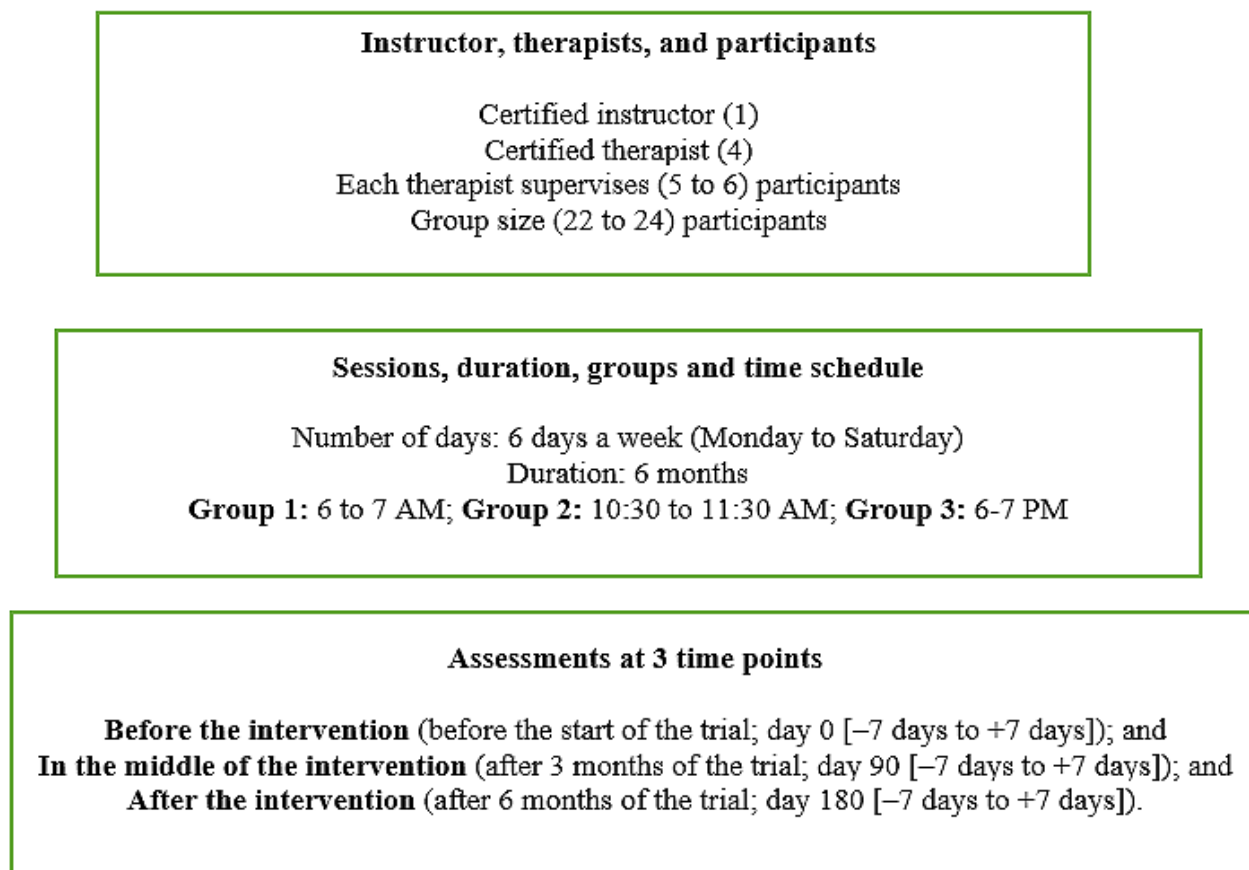 Instructor, therapists, and participants
Certified instructor (1)
Certified therapist (4)
Each therapist supervises (5 to 6) participants
Group size (22 to 24) participants
Sessions, duration, groups and time schedule
Number of days: 6 days a week (Monday to Saturday)
Duration: 6 months
Group 1: 6 to 7 AM; Group 2: 10:30 to 11:30 AM; Group 3: 6-7 PM
Assessments at 3 time points
Before the intervention (before the start of the trial; day 0 [–7 days to +7 days]); and
In the middle of the intervention (after 3 months of the trial; day 90 [–7 days to +7 days]); and
After the intervention (after 6 months of the trial; day 180 [–7 days to +7 days]).